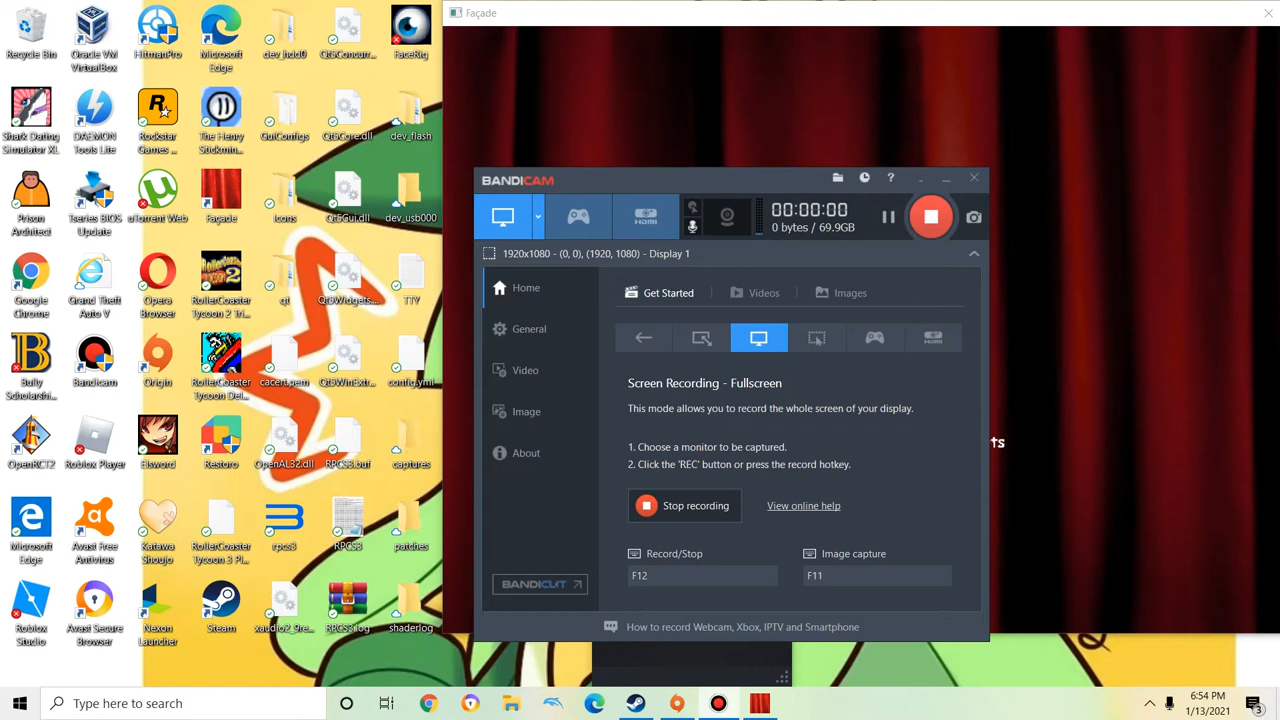 Façade
Recycle Bin
Oracle VM VirtualBox
HitmanPro
Microsoft Edge
dev_hdd0
Qt5Concurr...
FaceRig
Shark Dating Simulator XL
DAEMON Tools Lite
Rockstar Games ...
The Henry Stickmin...
GuiConfigs
Qt5Core.dll
dev_flash
Prison Architect
Tseries BIOS Update
uTorrent Web
Façade
Icons
Qt5Gui.dll
dev_usb000
Google Chrome
Grand Theft Auto V
Opera Browser
RollerCoaster Tycoon 2 Tri...
qt
Qt5Widgets...
TTY
Bully Scholarshi...
Bandicam
Origin
RollerCoaster Tycoon Del...
cacert.pem
Qt5WinExtr...
config.yml
OpenRCT2
Roblox Player
Elsword
Restoro
OpenAL32.dll
RPCS3.buf
captures
Microsoft Edge
Avast Free Antivirus
Katawa Shoujo
RollerCoaster Tycoon 3 Pl...
rpcs3
RPCS3
patches
Roblox Studio
Avast Secure Browser
Nexon Launcher
Steam
xaudio2_9re...
RPCS3.log
shaderlog
BANDICAM
HDMI
00:00:00
0 bytes / 69.9GB
1920x1080 - (0, 0), (1920, 1080) - Display 1
Home
General
Video
Image
About
BANDICUT
Get Started
Videos
Images
HDMI
Screen Recording - Fullscreen
This mode allows you to record the whole screen of your display.
1. Choose a monitor to be captured.
2. Click the 'REC' button or press the record hotkey.
Stop recording
View online help
Record/Stop
Image capture
F12
F11
How to record Webcam, Xbox, IPTV and Smartphone
ts
Type here to search
6:54 PM
1/13/2021
3